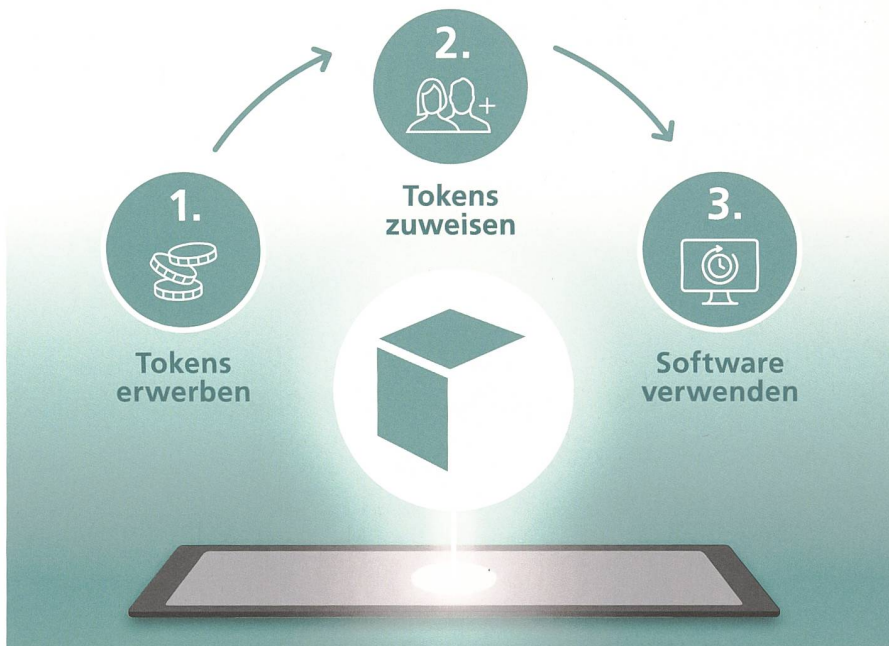 1.
Tokens
erwerben
2.
Tokens
zuweisen
3.
Software
verwenden